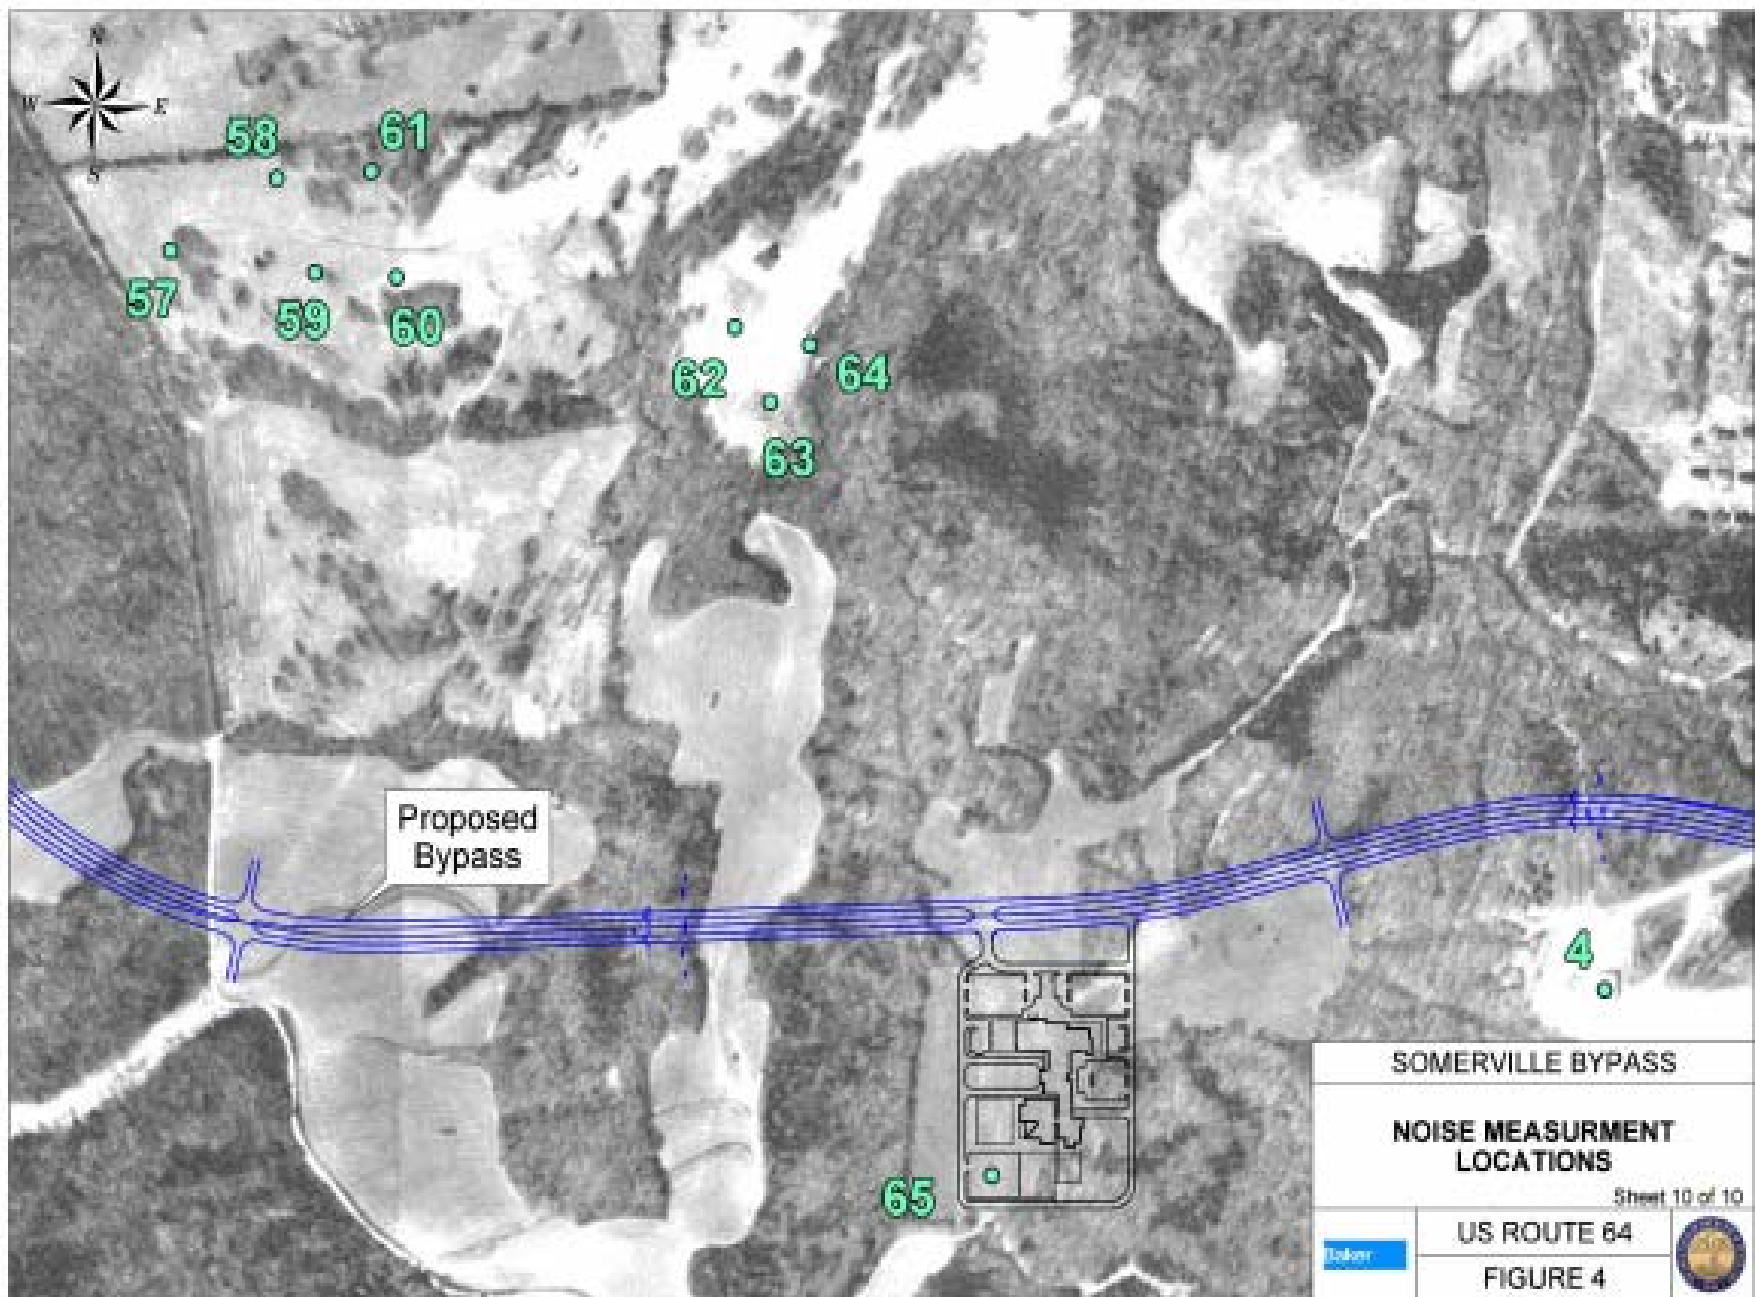 N
W E
S
58
61
57
59
60
62
64
63
Proposed
Bypass
4
65
SOMERVILLE BYPASS
NOISE MEASURMENT
LOCATIONS
Sheet 10 of 10
Baker
US ROUTE 64
FIGURE 4